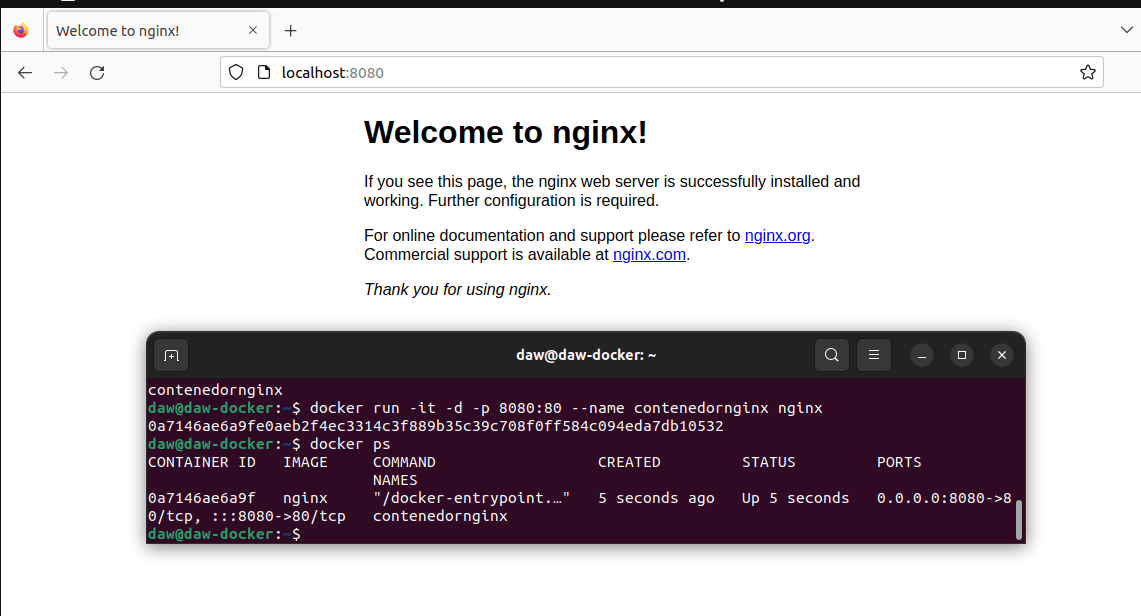 Welcome to nginx!
localhost:8080
Welcome to nginx!
If you see this page, the nginx web server is successfully installed and
working. Further configuration is required.
For online documentation and support please refer to nginx.org.
Commercial support is available at nginx.com.
Thank you for using nginx.
daw@daw-docker: ~
contenedornginx
daw@daw-docker:~$ docker run -it -d -p 8080:80 --name contenedornginx nginx
0a7146ae6a9fe0aeb2f4ec3314c3f889b35c39c708f0ff584c094eda7db10532
daw@daw-docker:~$ docker ps
CONTAINER ID   IMAGE     COMMAND                  CREATED         STATUS         PORTS
                         NAMES
0a7146ae6a9f   nginx     "/docker-entrypoint.…"   5 seconds ago   Up 5 seconds   0.0.0.0:8080->8
0/tcp, :::8080->80/tcp   contenedornginx
daw@daw-docker:~$